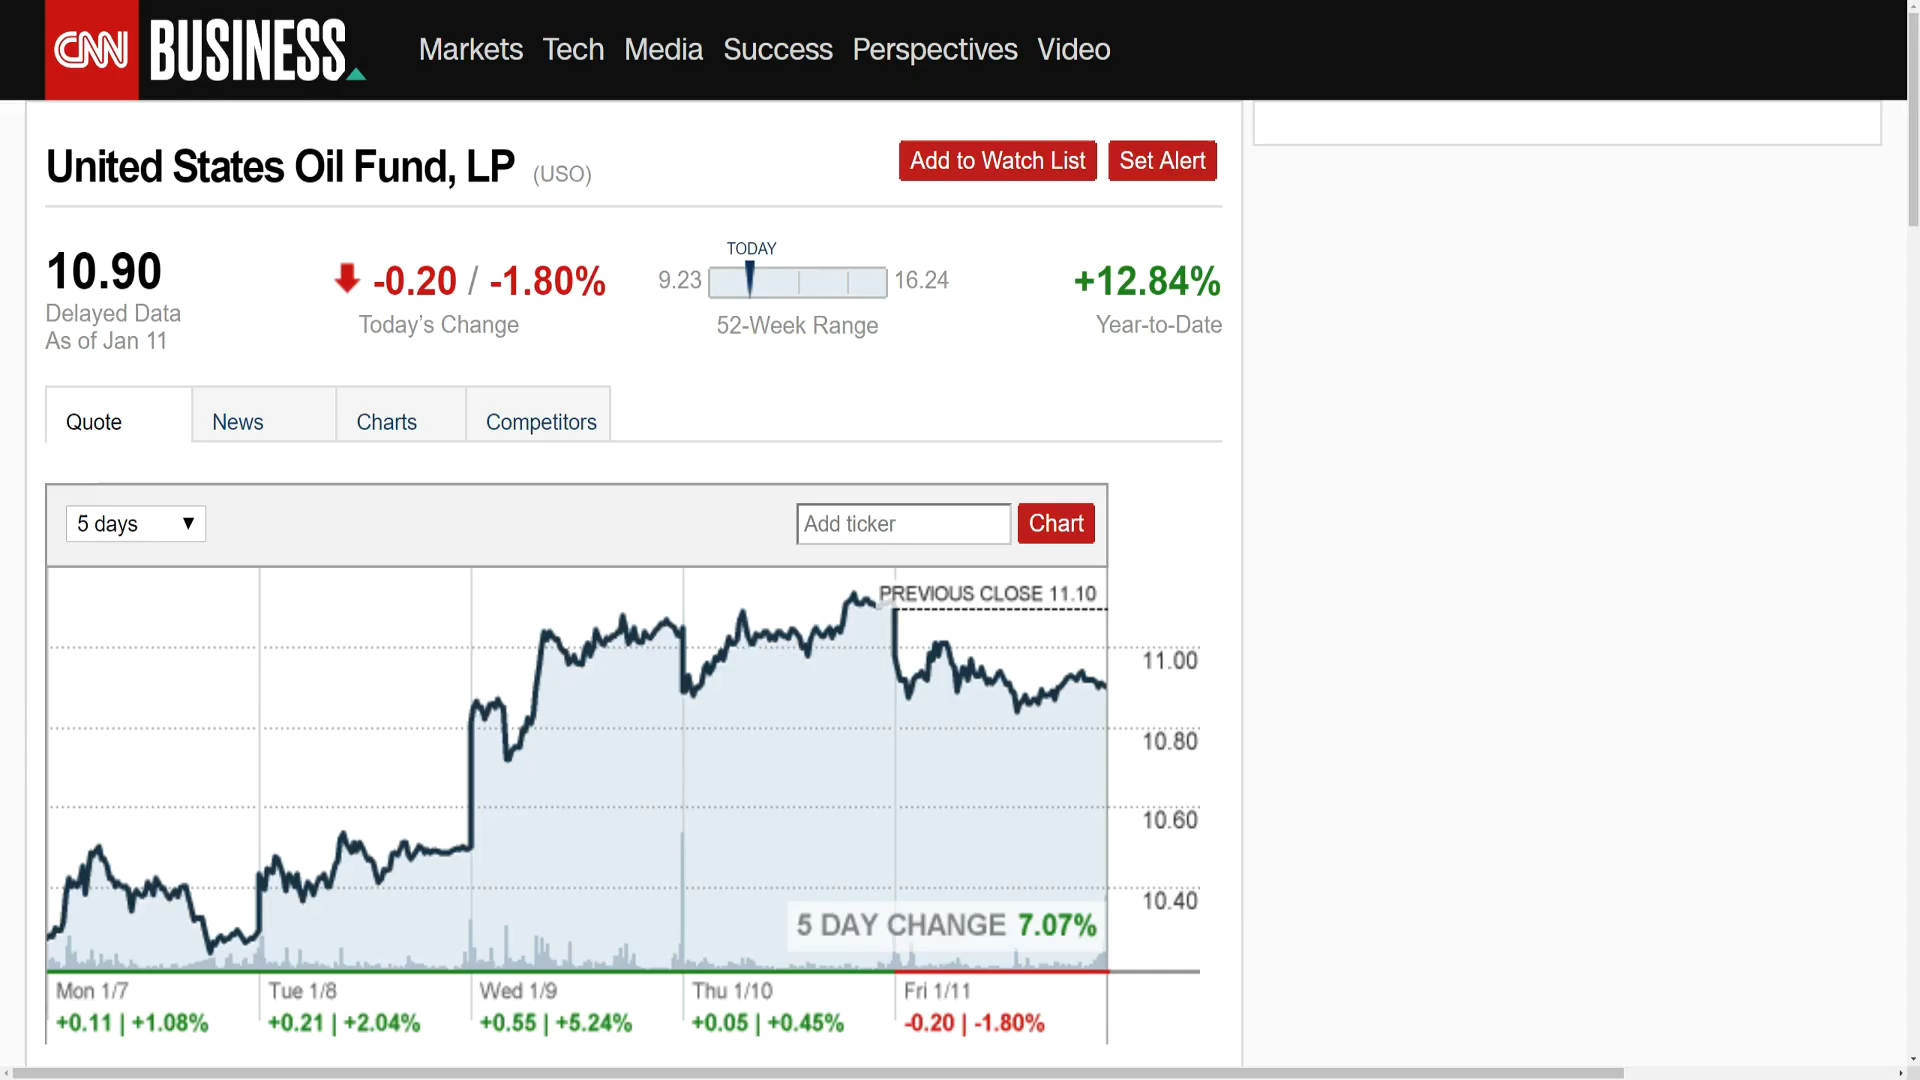 CNN BUSINESS Markets Tech Media Success Perspectives Video
United States Oil Fund, LP (USO) Add to Watch List Set Alert
TODAY
10.90 -0.20 / -1.80% 9.23 16.24 +12.84%
Delayed Data Today's Change 52-Week Range Year-to-Date
As of Jan 11
Quote News Charts Competitors
5 days Add ticker Chart
PREVIOUS CLOSE 11.10
11.00
10.80
10.60
10.40
5 DAY CHANGE 7.07%
Mon 1/7 Tue 1/8 Wed 1/9 Thu 1/10 Fri 1/11
+0.11 | +1.08% +0.21 | +2.04% +0.55 | +5.24% +0.05 | +0.45% -0.20 | -1.80%